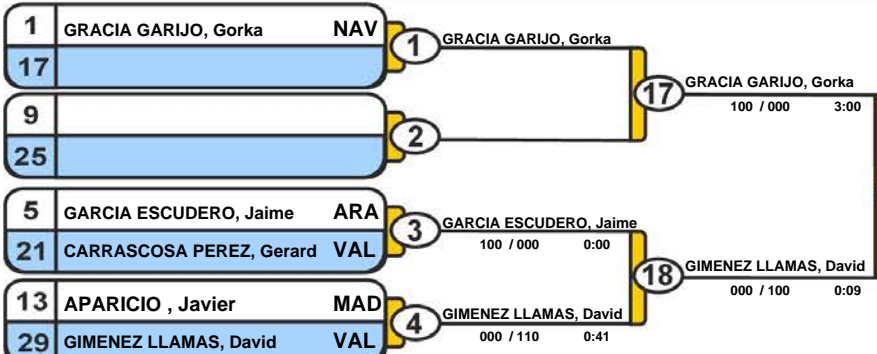 1 GRACIA GARIJO, Gorka NAV
17
1
GRACIA GARIJO, Gorka
9
25
2
17
GRACIA GARIJO, Gorka
100 / 000 3:00
5 GARCIA ESCUDERO, Jaime ARA
21 CARRASCOSA PEREZ, Gerard VAL
3
GARCIA ESCUDERO, Jaime
100 / 000 0:00
13 APARICIO , Javier MAD
29 GIMENEZ LLAMAS, David VAL
4
GIMENEZ LLAMAS, David
000 / 110 0:41
18
GIMENEZ LLAMAS, David
000 / 100 0:09